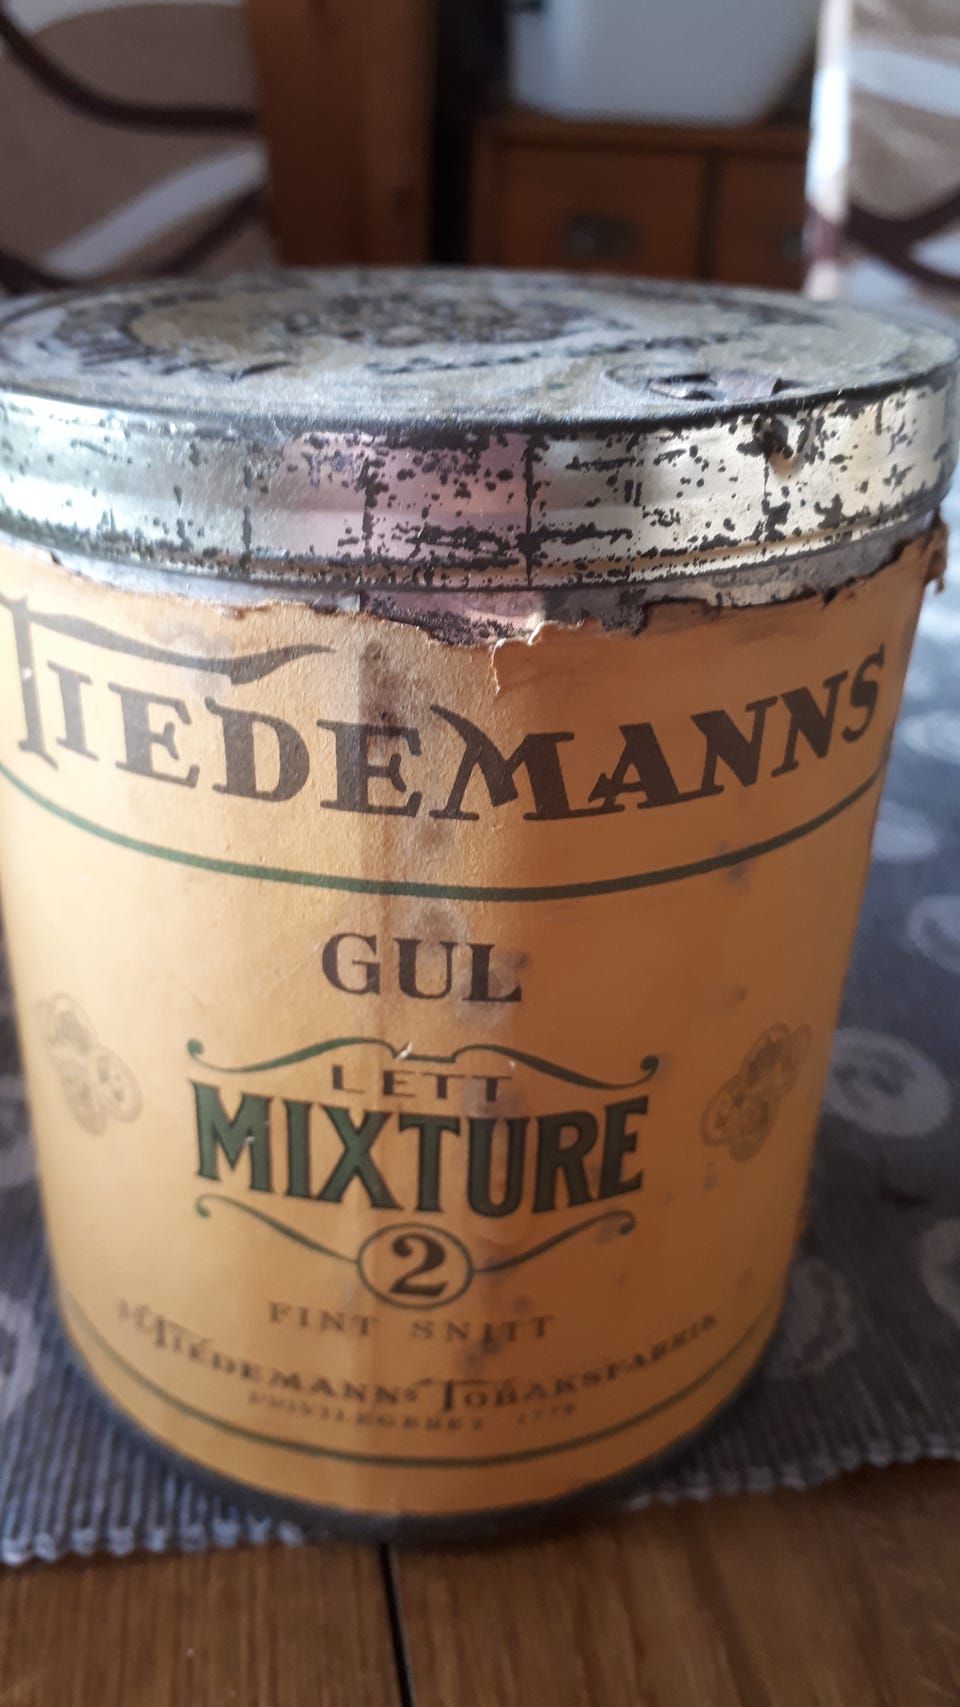 TIEDEMANNS
GUL
LETT
MIXTURE
2
FINT SNITT
J.L. TIEDEMANNS TOBAKSFABRIK
PRIVILEGERET 1778